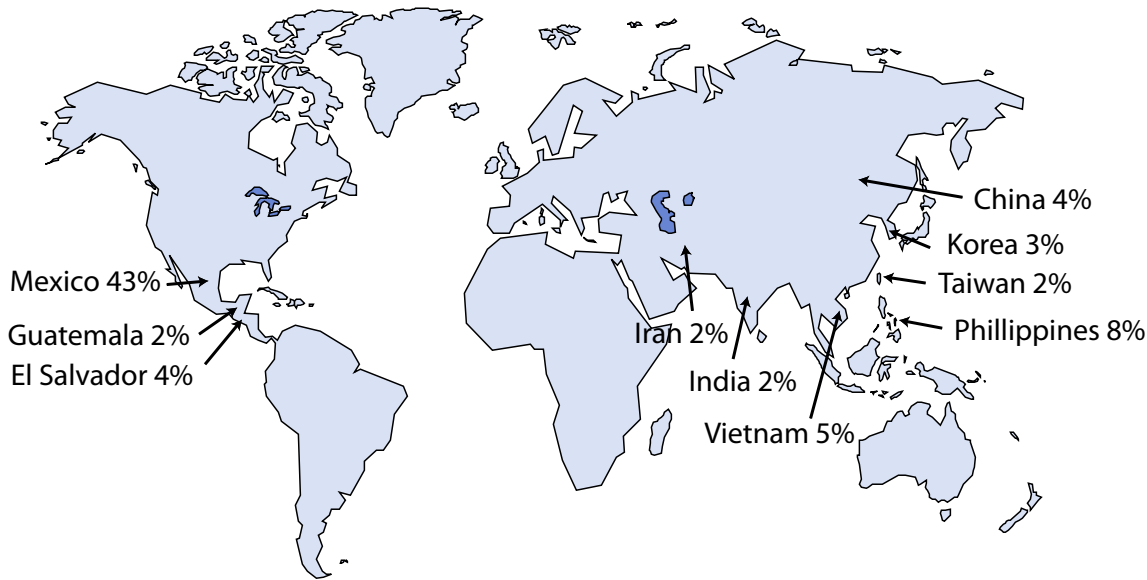 Mexico 43%
Guatemala 2%
El Salvador 4%
China 4%
Korea 3%
Taiwan 2%
Phillippines 8%
Iran 2%
India 2%
Vietnam 5%